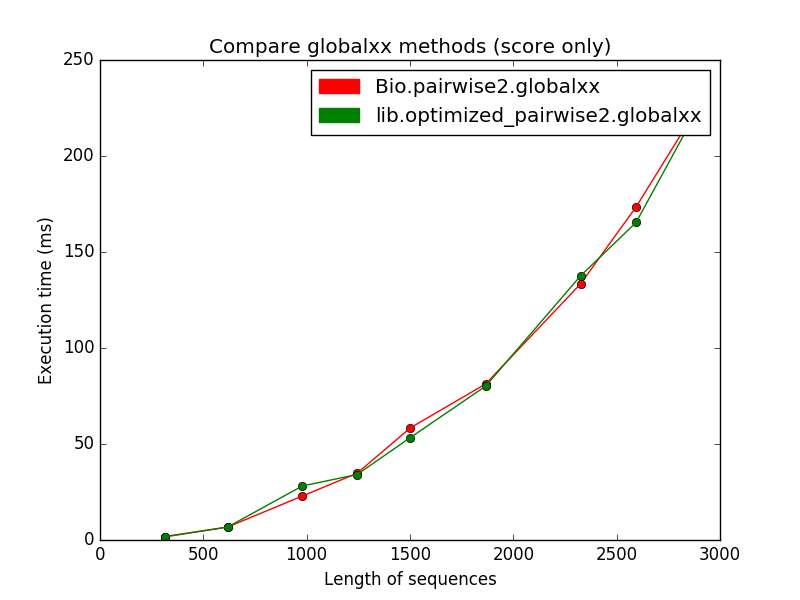 Compare globalxx methods (score only)
Bio.pairwise2.globalxx
lib.optimized_pairwise2.globalxx
Execution time (ms)
250
200
150
100
50
0
0 500 1000 1500 2000 2500 3000
Length of sequences